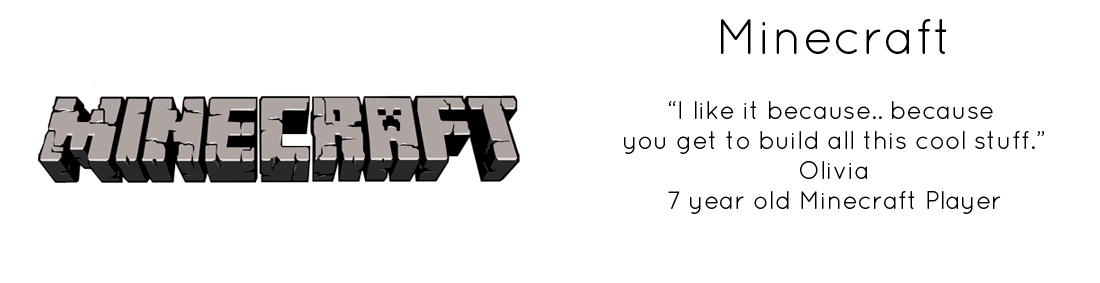 MINECRAFT
Minecraft
“I like it because.. because
you get to build all this cool stuff.”
Olivia
7 year old Minecraft Player